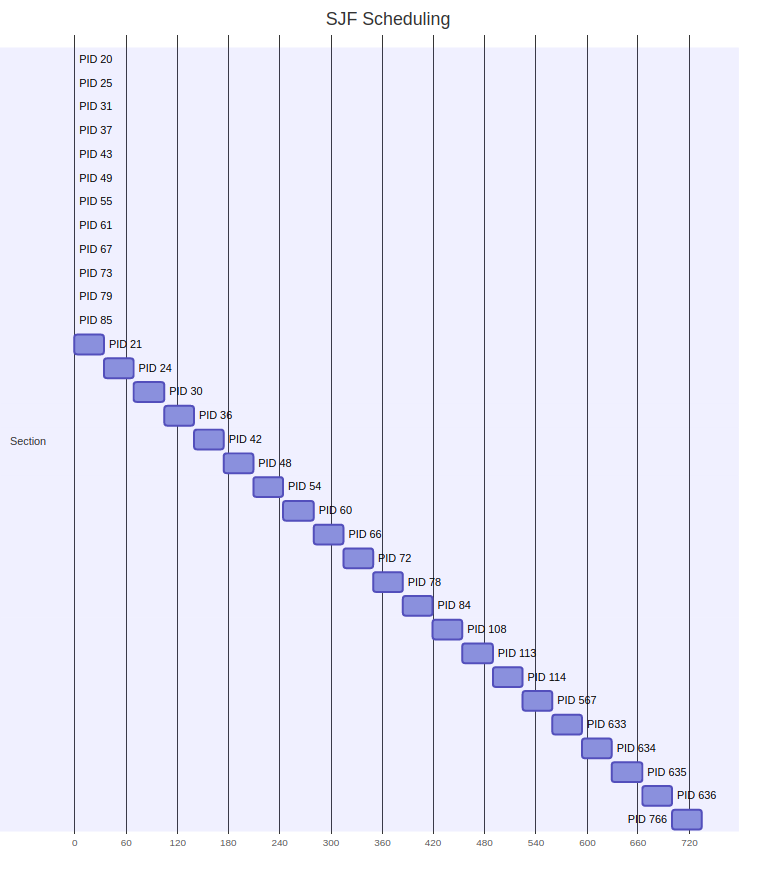 SJF Scheduling
PID 20
PID 25
PID 31
PID 37
PID 43
PID 49
PID 55
PID 61
PID 67
PID 73
PID 79
PID 85
PID 21
PID 24
PID 30
PID 36
PID 42
Section
PID 48
PID 54
PID 60
PID 66
PID 72
PID 78
PID 84
PID 108
PID 113
PID 114
PID 567
PID 633
PID 634
PID 635
PID 636
PID 766
0 60 120 180 240 300 360 420 480 540 600 660 720